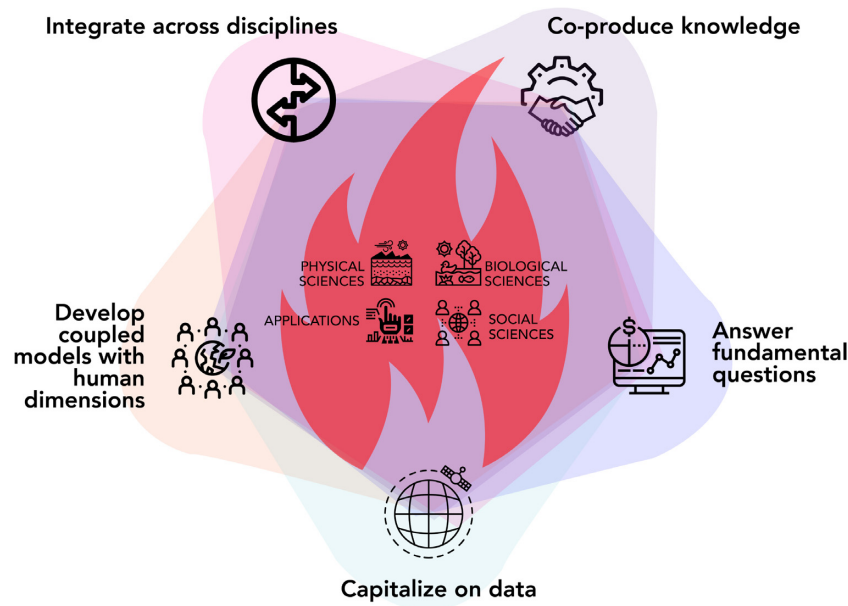 Integrate across disciplines
Co-produce knowledge
PHYSICAL
SCIENCES
BIOLOGICAL
SCIENCES
APPLICATIONS
SOCIAL
SCIENCES
Develop
coupled
models with
human
dimensions
$
Answer
fundamental
questions
Capitalize on data